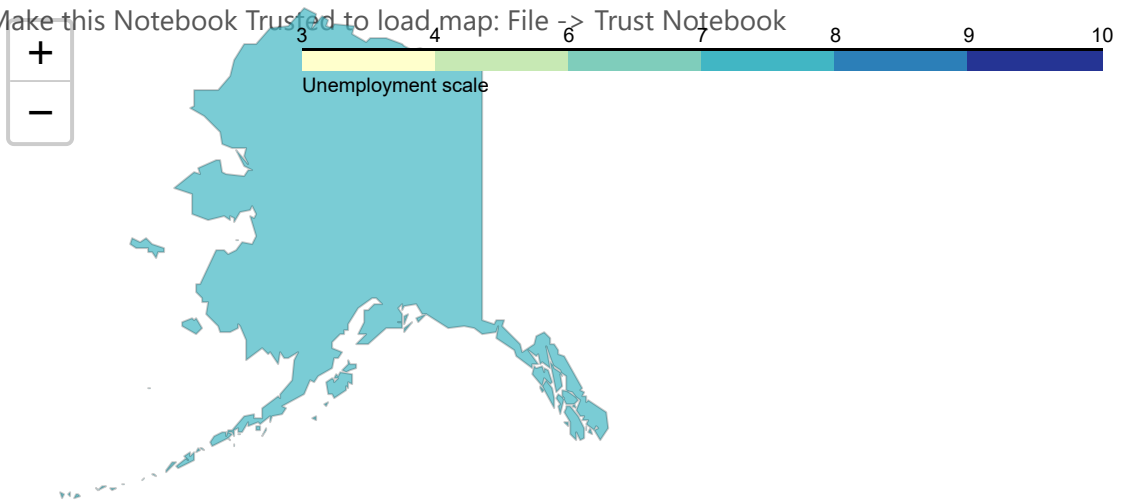 Make this Notebook Trusted to load map: File -> Trust Notebook
+
3 4 6 7 8 9 10
−
Unemployment scale